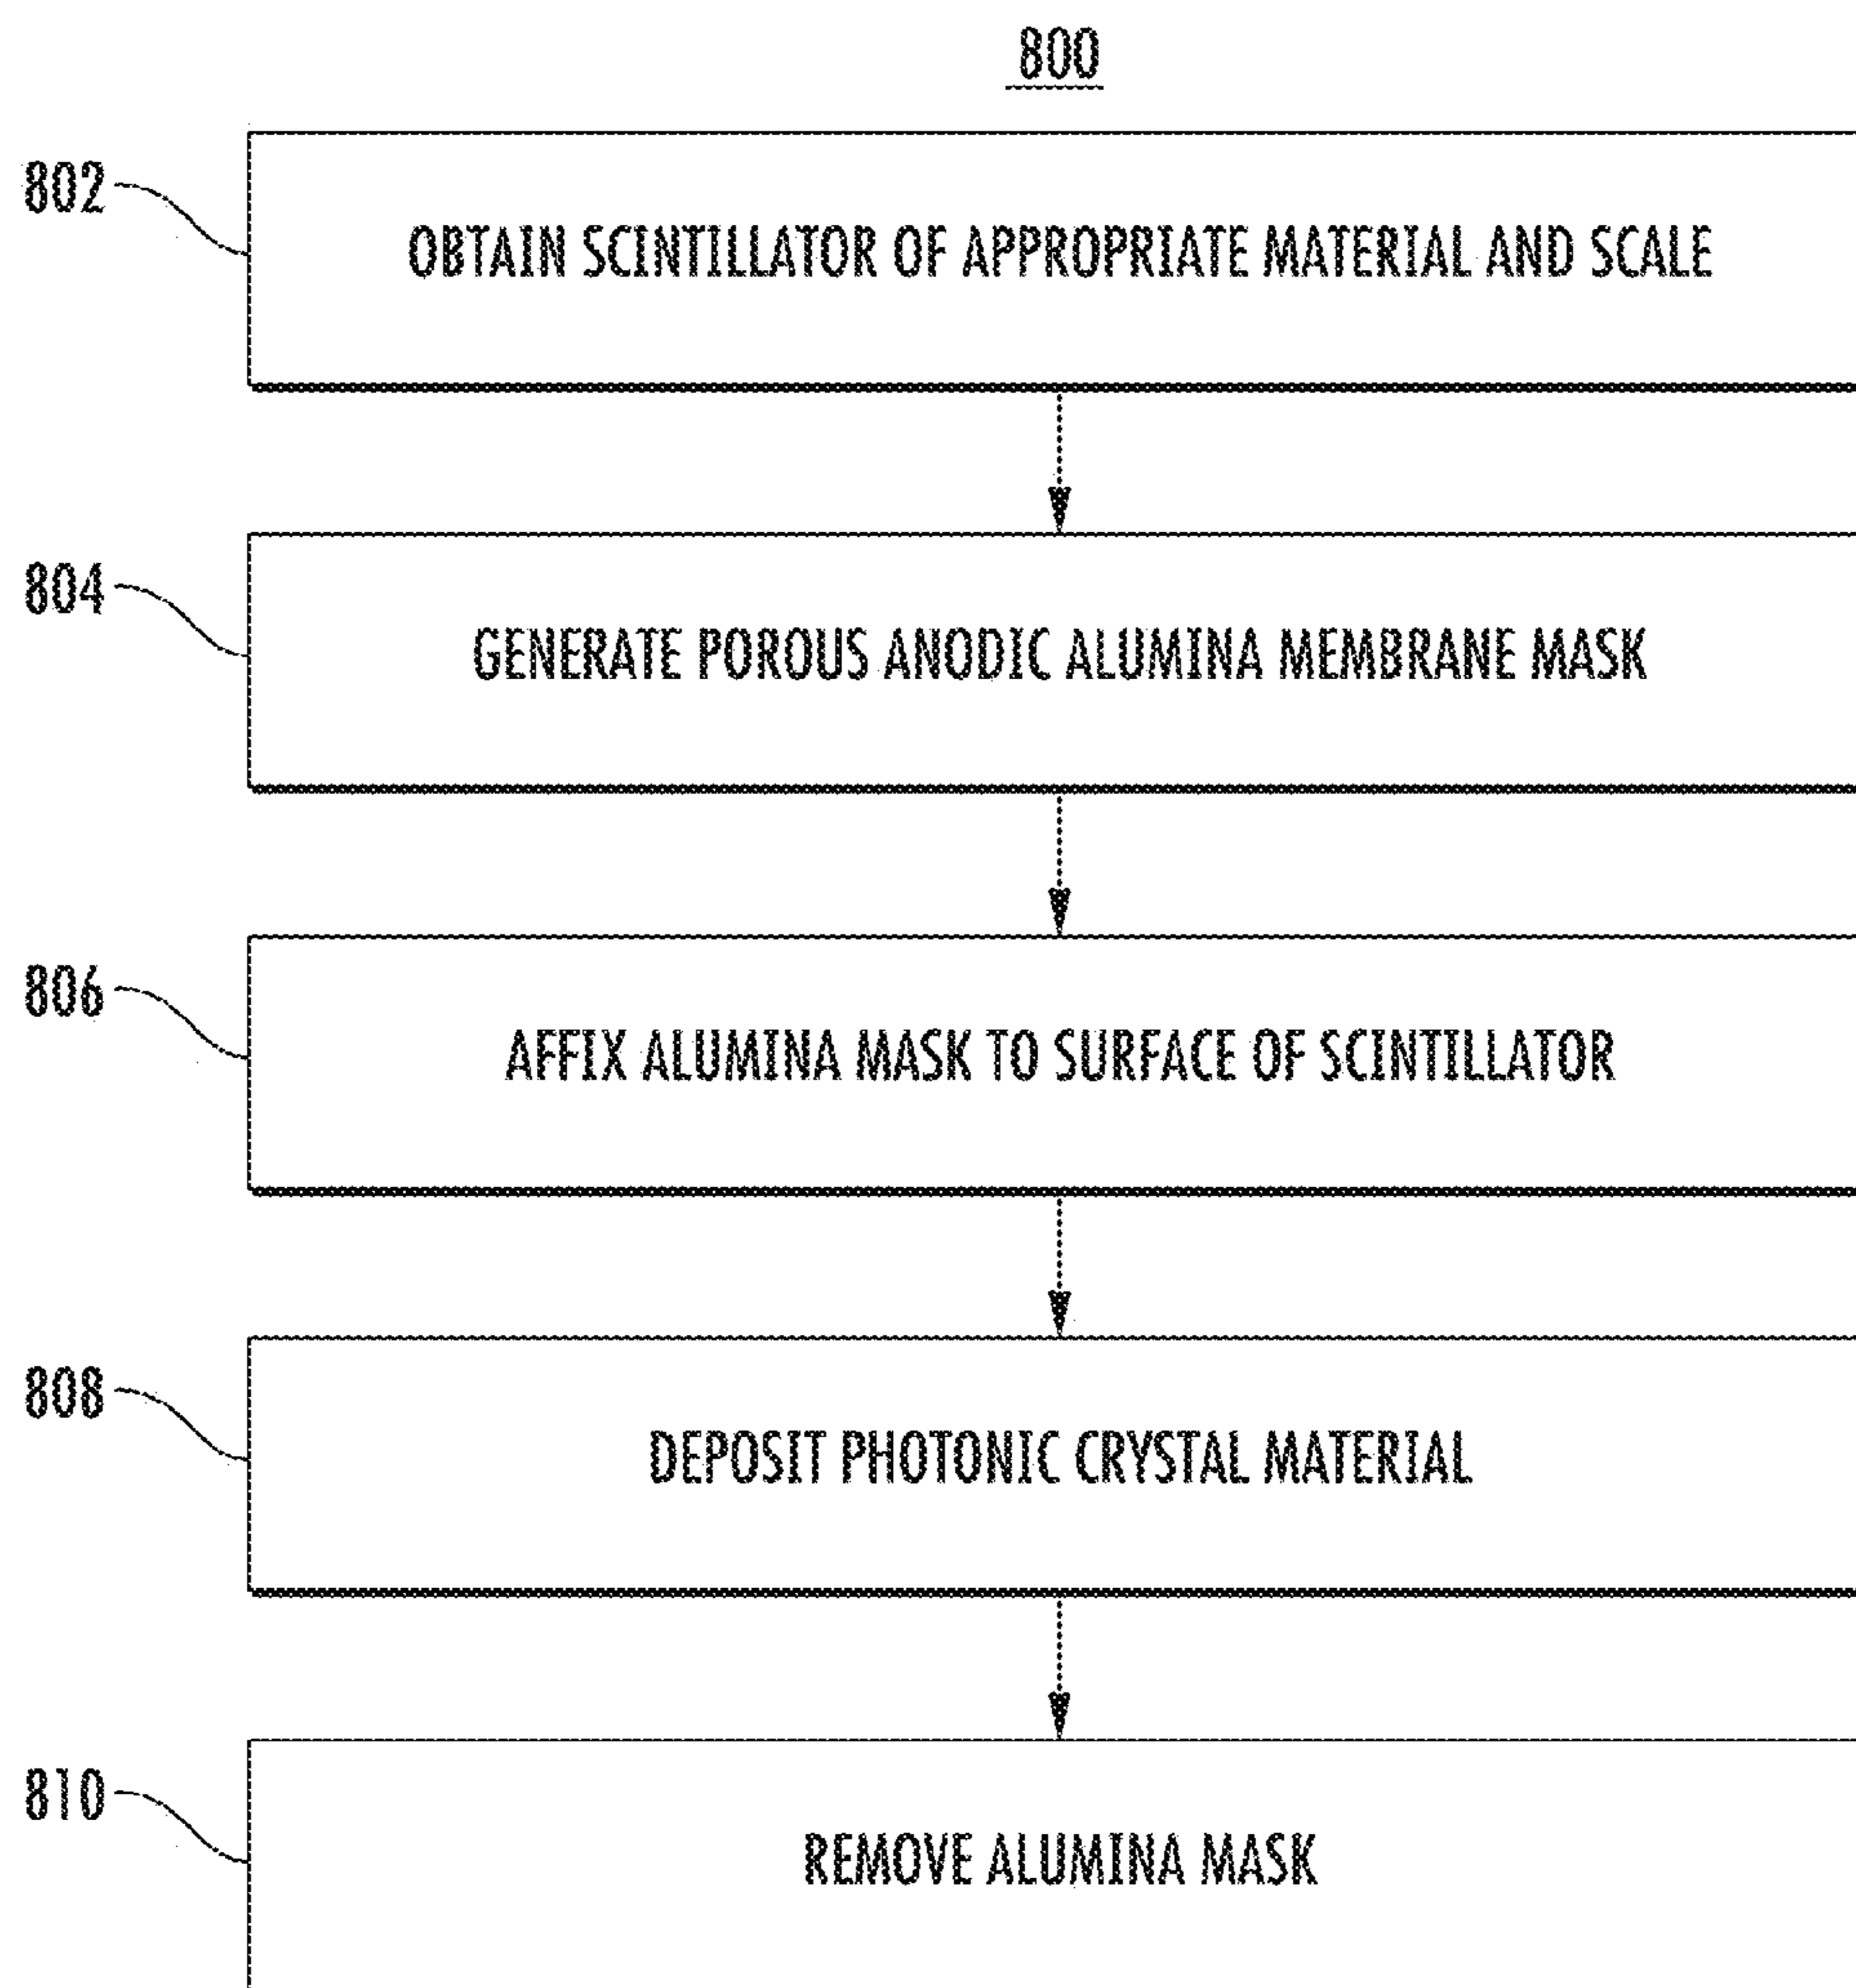 800
802
OBTAIN SCINTILLATOR OF APPROPRIATE MATERIAL AND SCALE
804
GENERATE POROUS ANODIC ALUMINA MEMBRANE MASK
806
AFFIX ALUMINA MASK TO SURFACE OF SCINTILLATOR
808
DEPOSIT PHOTONIC CRYSTAL MATERIAL
810
REMOVE ALUMINA MASK